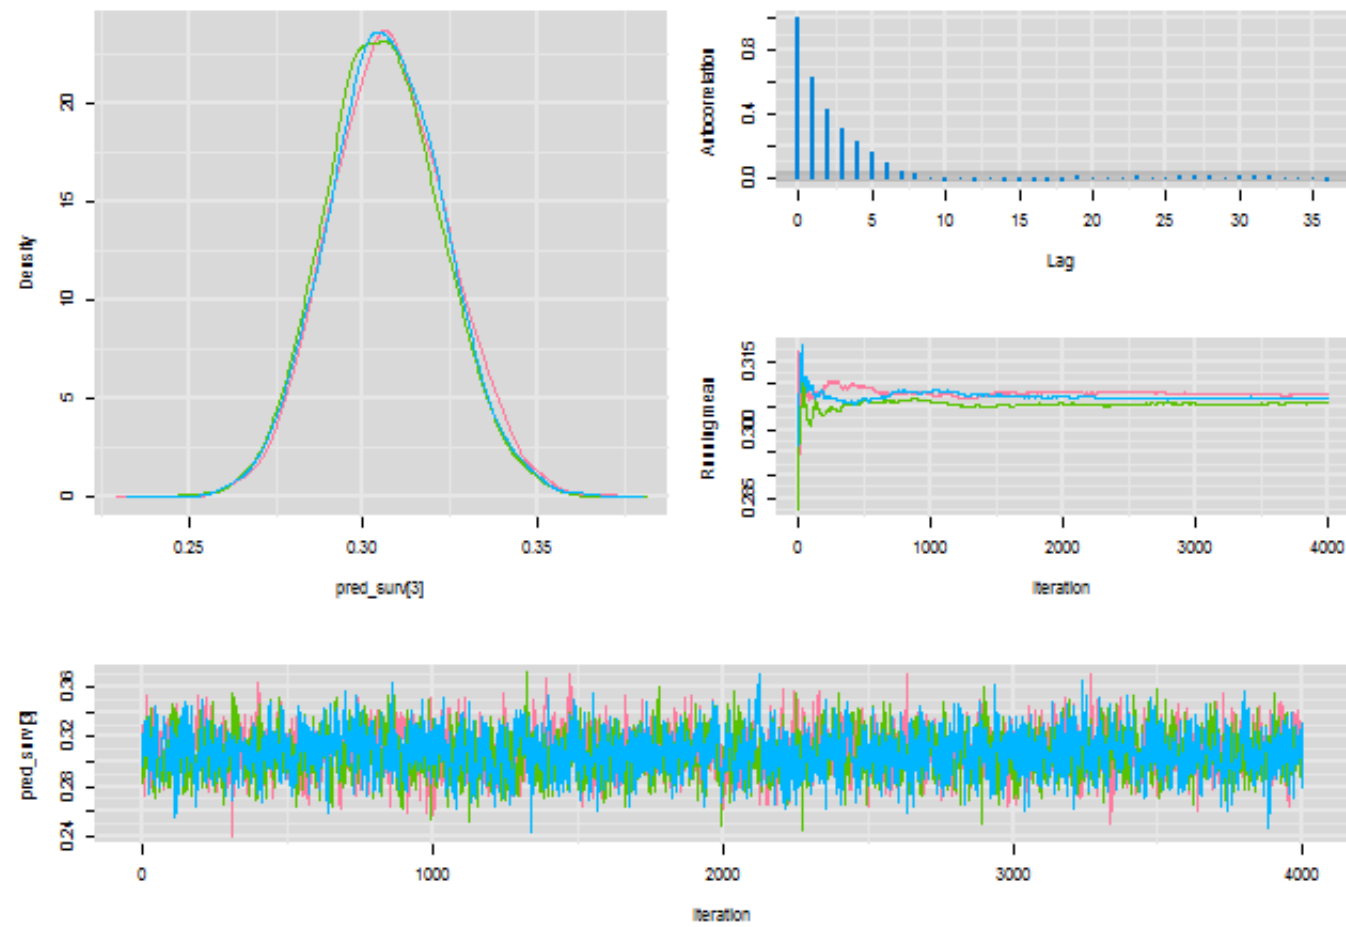 Density
0 5 10 15 20
0.25 0.30 0.35
pred_surv[3]
Autocorrelation
0.0 0.4 0.8
0 5 10 15 20 25 30 35
Lag
Running mean
0.285 0.300 0.315
0 1000 2000 3000 4000
Iteration
pred_surv[3]
0.24 0.28 0.32 0.36
0 1000 2000 3000 4000
Iteration